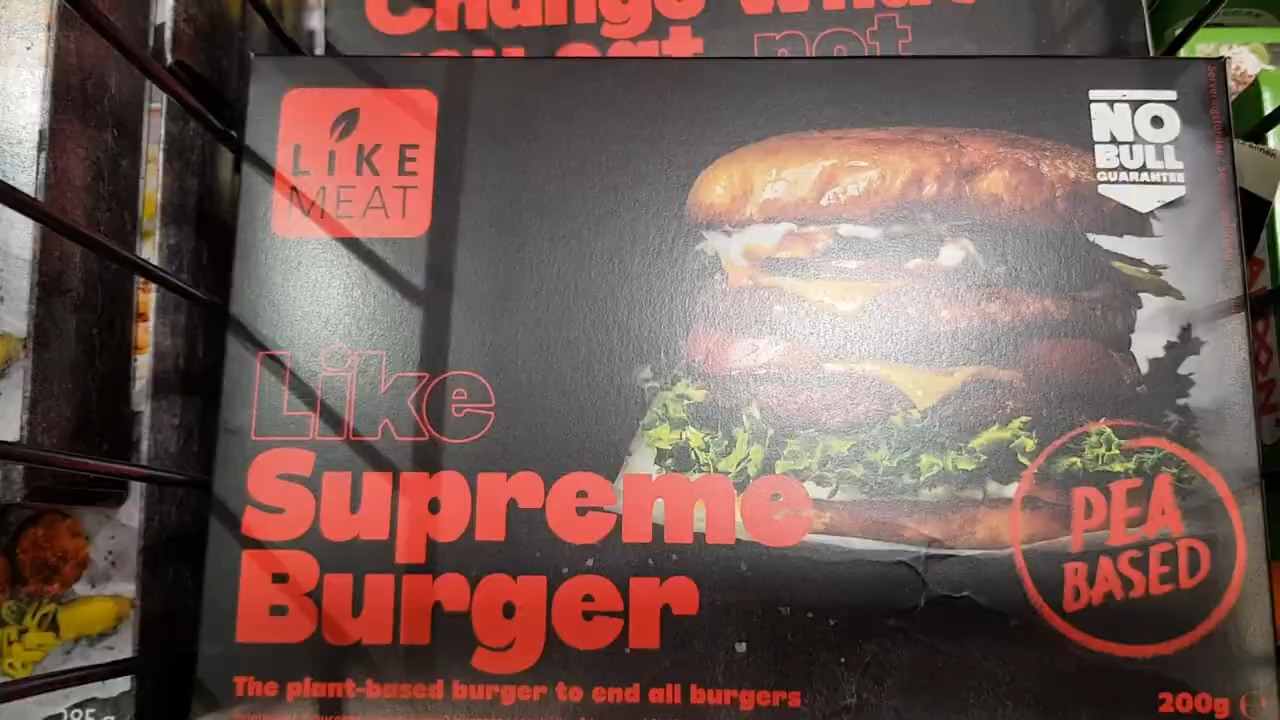 Change what
you eat, not
LiKE
MEAT
NO
BULL
GUARANTEE
Like
Supreme
Burger
PEA
BASED
The plant-based burger to end all burgers
200g e